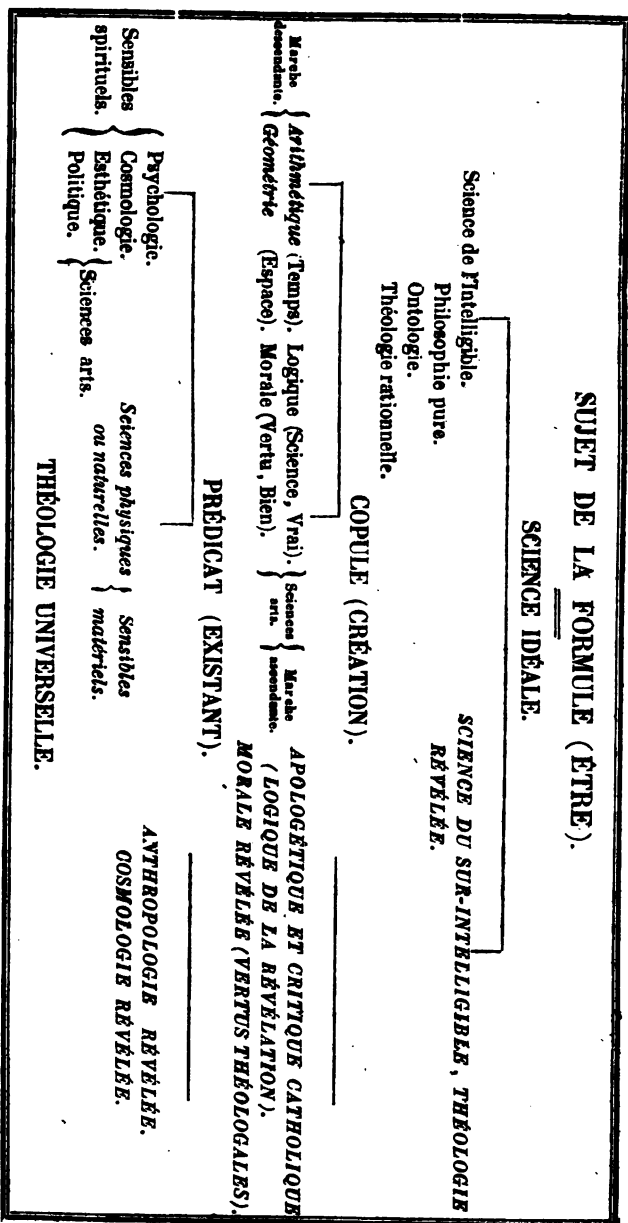 SUJET DE LA FORMULE (ÊTRE).
SCIENCE IDÉALE.
Science de l'Intelligible.
Philosophie pure.
Ontologie.
Théologie rationnelle.
SCIENCE DU SUR-INTELLIGIBLE, THÉOLOGIE
RÉVÉLÉE.
COPULE (CRÉATION).
Marche
descendante.
Arithmétique (Temps). Logique (Science, Vrai).
Géométrie (Espace). Morale (Vertu, Bien).
Sciences
arts.
Marche
ascendante.
APOLOGÉTIQUE ET CRITIQUE CATHOLIQUE
(LOGIQUE DE LA RÉVÉLATION).
MORALE RÉVÉLÉE (VERTUS THÉOLOGALES).
PRÉDICAT (EXISTANT).
Sensibles
spirituels.
Psychologic.
Cosmologie.
Esthétique.
Politique.
Sciences arts.
Sciences physiques
ou naturelles.
Sensibles
matériels.
ANTHROPOLOGIE RÉVÉLÉE.
COSMOLOGIE RÉVÉLÉE.
THÉOLOGIE UNIVERSELLE.